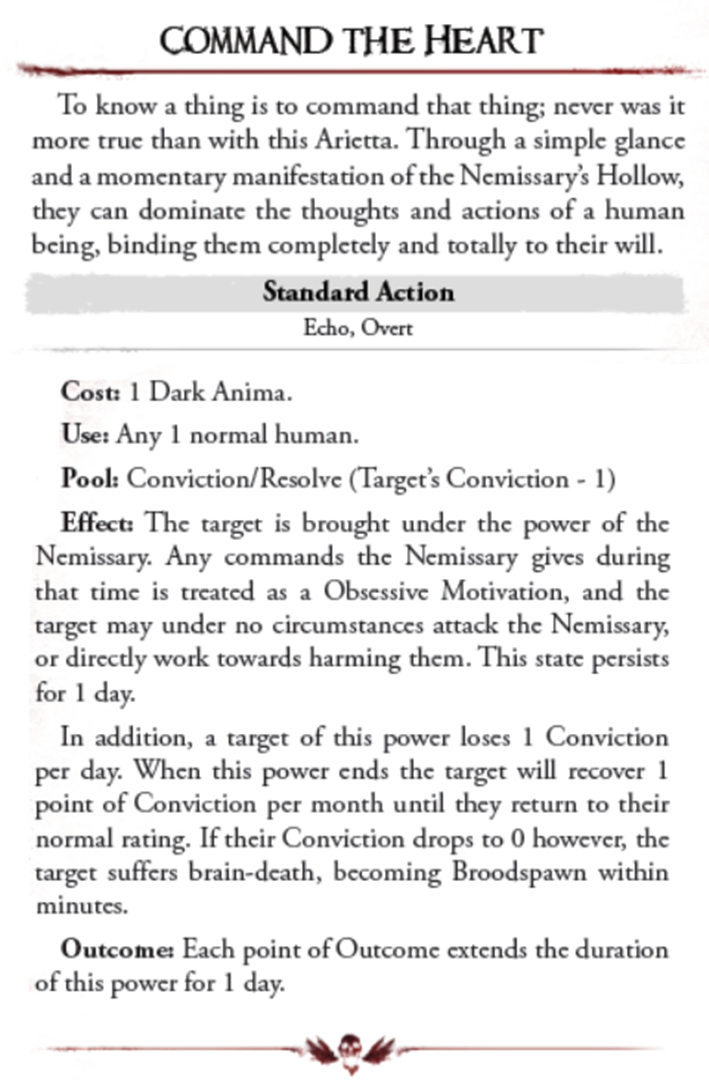 COMMAND THE HEART
To know a thing is to command that thing; never was it
more true than with this Arietta. Through a simple glance
and a momentary manifestation of the Nemissary's Hollow,
they can dominate the thoughts and actions of a human
being, binding them completely and totally to their will.
Standard Action
Echo, Overt
Cost: 1 Dark Anima.
Use: Any 1 normal human.
Pool: Conviction/Resolve (Target's Conviction - 1)
Effect: The target is brought under the power of the
Nemissary. Any commands the Nemissary gives during
that time is treated as a Obsessive Motivation, and the
target may under no circumstances attack the Nemissary,
or directly work towards harming them. This state persists
for 1 day.
In addition, a target of this power loses 1 Conviction
per day. When this power ends the target will recover 1
point of Conviction per month until they return to their
normal rating. If their Conviction drops to 0 however, the
target suffers brain-death, becoming Broodspawn within
minutes.
Outcome: Each point of Outcome extends the duration
of this power for 1 day.